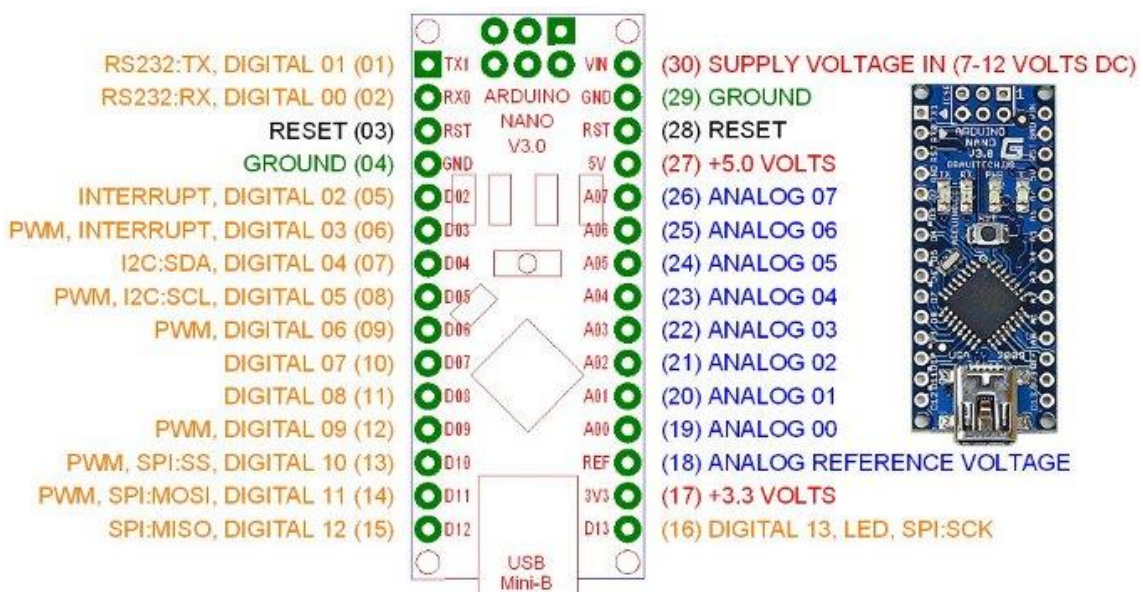 RS232:TX, DIGITAL 01 (01)
RS232:RX, DIGITAL 00 (02)
RESET (03)
GROUND (04)
INTERRUPT, DIGITAL 02 (05)
PWM, INTERRUPT, DIGITAL 03 (06)
I2C:SDA, DIGITAL 04 (07)
PWM, I2C:SCL, DIGITAL 05 (08)
PWM, DIGITAL 06 (09)
DIGITAL 07 (10)
DIGITAL 08 (11)
PWM, DIGITAL 09 (12)
PWM, SPI:SS, DIGITAL 10 (13)
PWM, SPI:MOSI, DIGITAL 11 (14)
SPI:MISO, DIGITAL 12 (15)
TX1
RX0
RST
GND
D02
D03
D04
D05
D06
D07
D08
D09
D10
D11
D12
ARDUINO
NANO
V3.0
USB
Mini-B
VIN
GND
RST
5V
A07
A06
A05
A04
A03
A02
A01
A00
REF
3V3
D13
(30) SUPPLY VOLTAGE IN (7-12 VOLTS DC)
(29) GROUND
(28) RESET
(27) +5.0 VOLTS
(26) ANALOG 07
(25) ANALOG 06
(24) ANALOG 05
(23) ANALOG 04
(22) ANALOG 03
(21) ANALOG 02
(20) ANALOG 01
(19) ANALOG 00
(18) ANALOG REFERENCE VOLTAGE
(17) +3.3 VOLTS
(16) DIGITAL 13, LED, SPI:SCK
ARDUINO
NANO
V3.0
GRAVITECH.US
USA